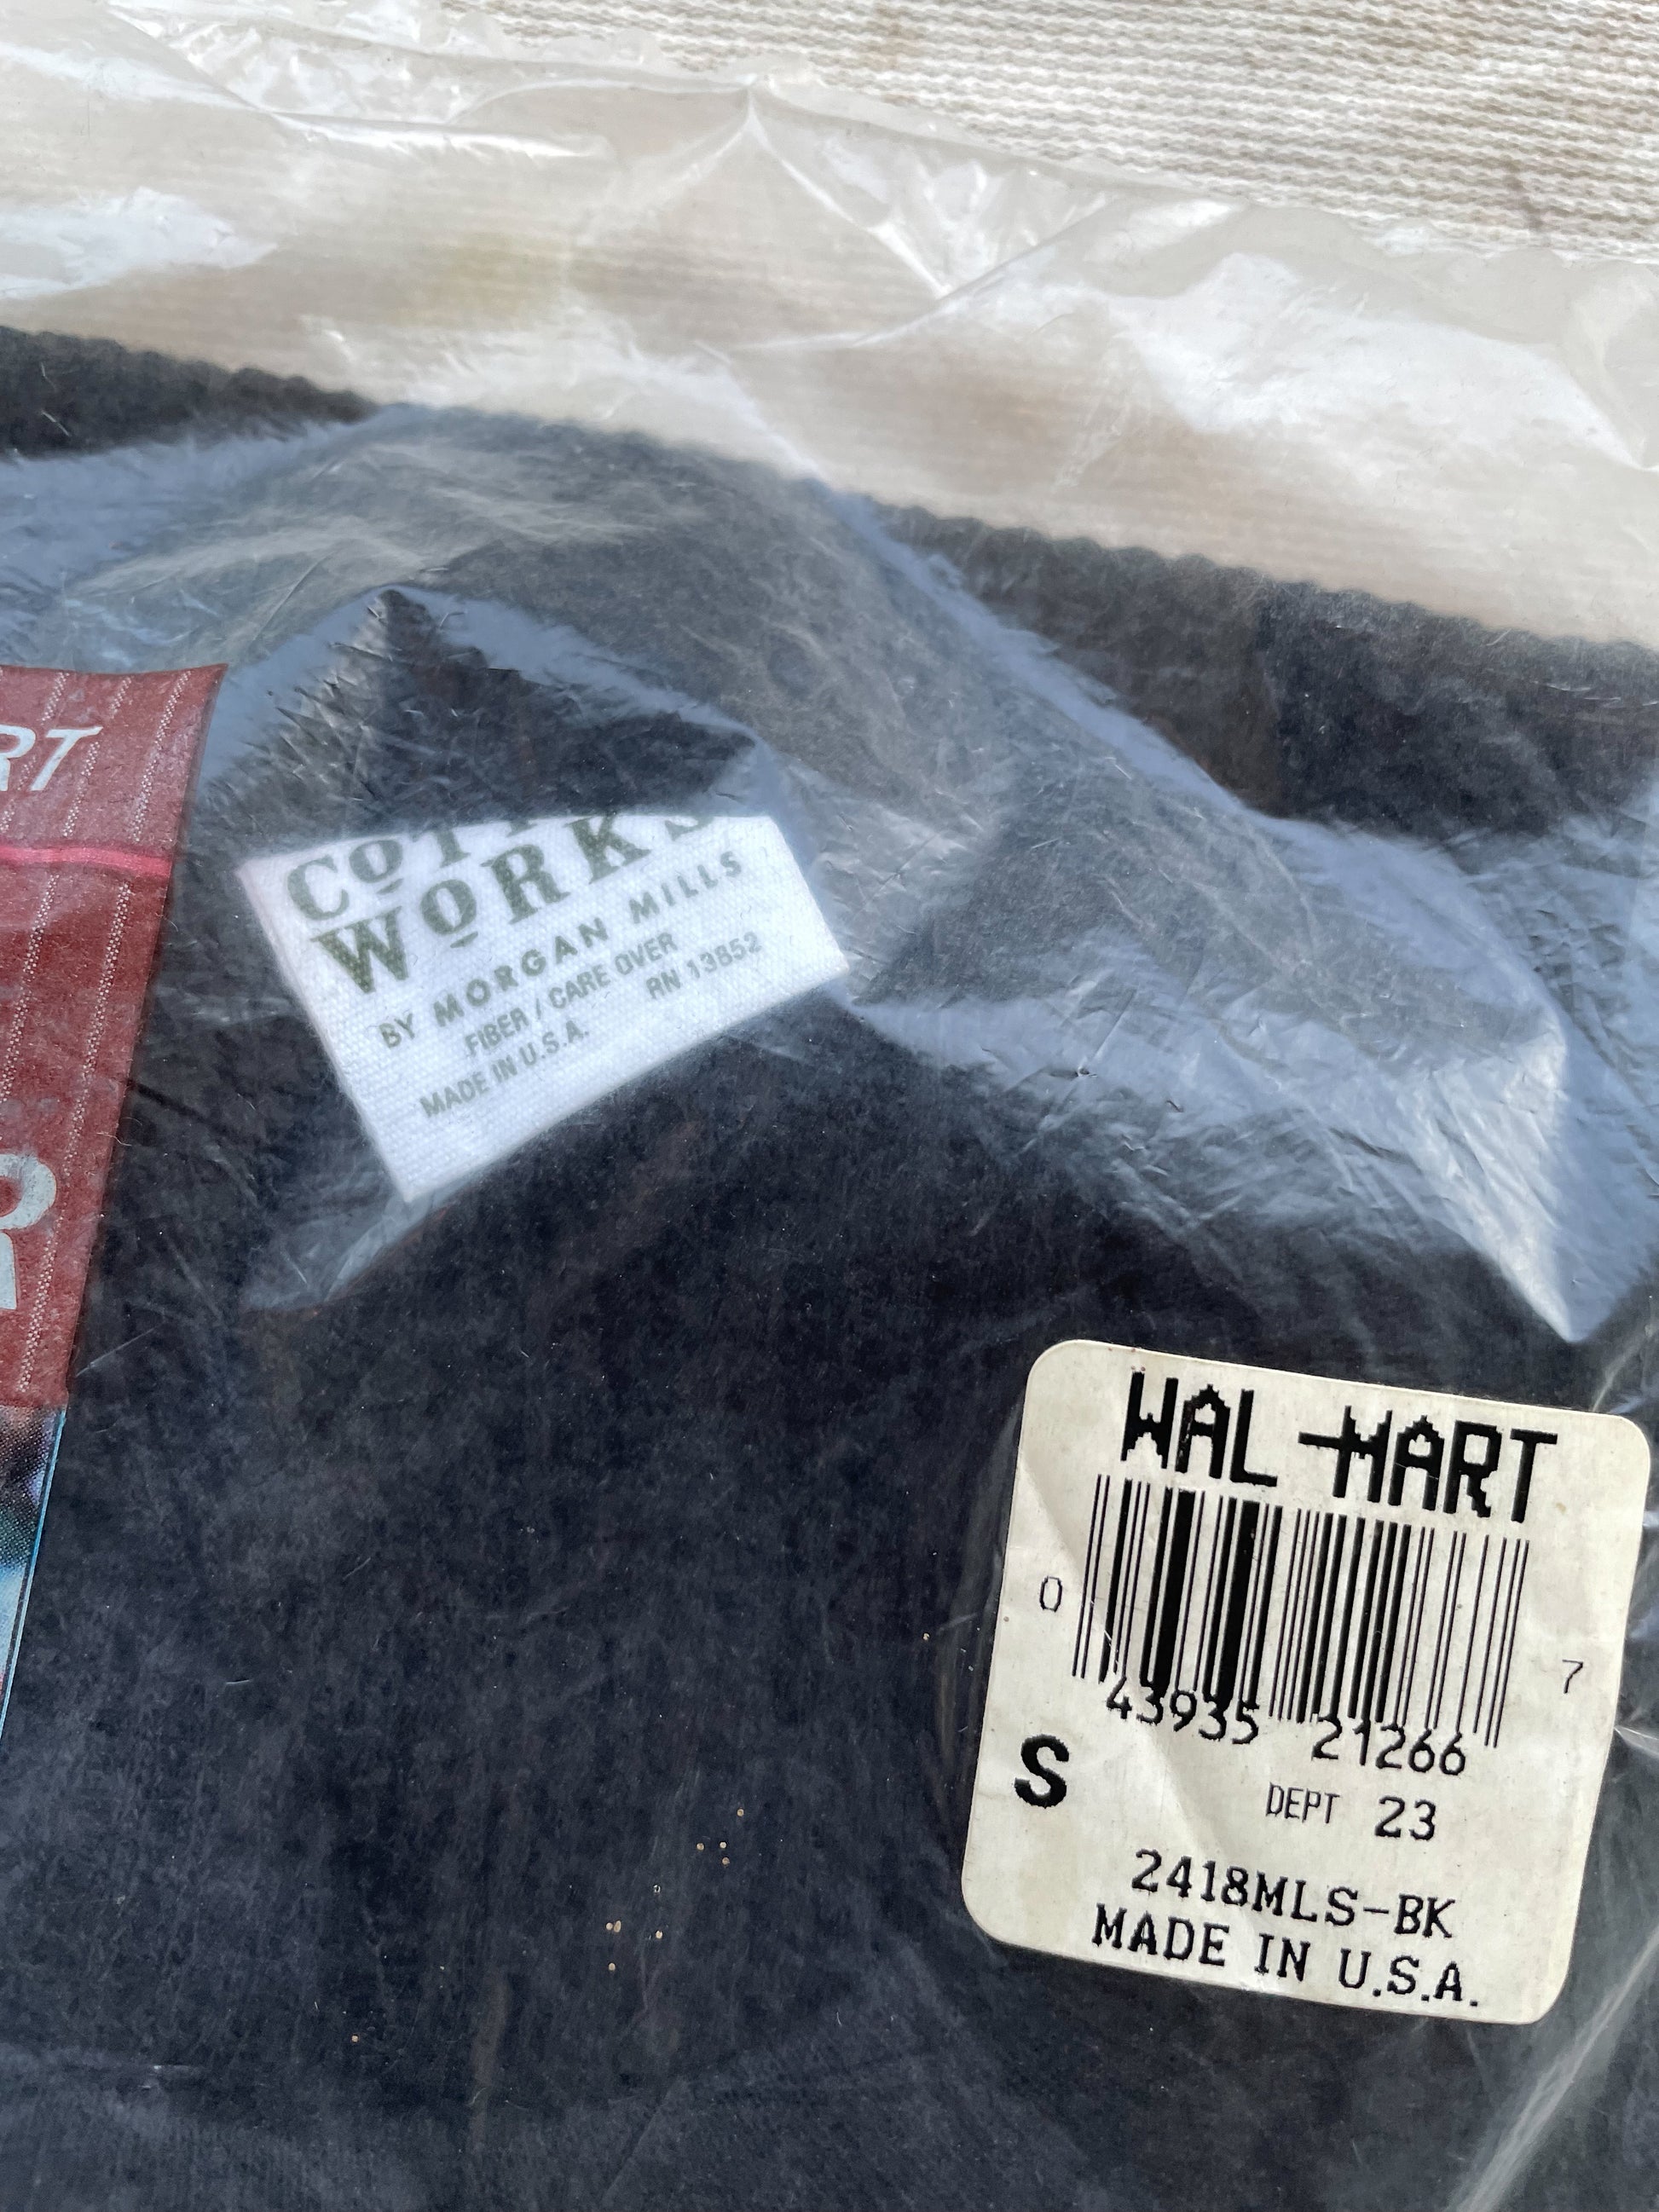 RT
R
COTT
WORKS
BY MORGAN MILLS
FIBER / CARE OVER
RN 13852
MADE IN U.S.A.
WAL-MART
0
7
43935 21266
S
DEPT 23
2418MLS-BK
MADE IN U.S.A.